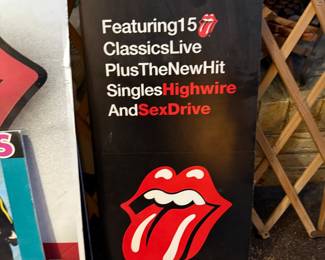 Featuring15
ClassicsLive
PlusTheNewHit
SinglesHighwire
AndSexDrive